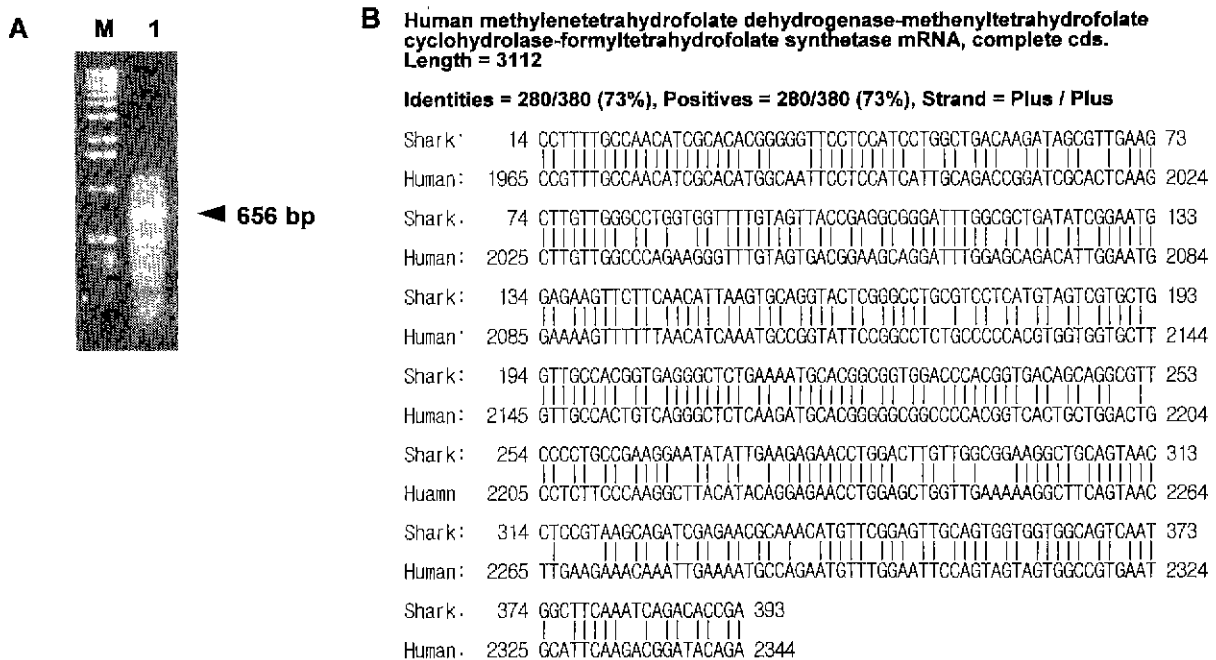 A
M 1
656 bp
B
Human methylenetetrahydrofolate dehydrogenase-methenyltetrahydrofolate
cyclohydrolase-formyltetrahydrofolate synthetase mRNA, complete cds.
Length = 3112
Identities = 280/380 (73%), Positives = 280/380 (73%), Strand = Plus / Plus
Shark: 14 CCTTTTGCCAACATCGCACACGGGGGTTCCTCCATCCTGGCTGACAAGATAGCGTTGAAG 73
Human: 1965 CCGTTTGCCAACATCGCACATGGCAATTCCTCCATCATTGCAGACCGGATCGCACTCAAG 2024
Shark. 74 CTTGTTGGGCCTGGTGGTTTTGTAGTTACCGAGGCGGGATTTGGCGCTGATATCGGAATG 133
Human: 2025 CTTGTTGGCCCAGAAGGGTTTGTAGTGACGGAAGCAGGATTTGGAGCAGACATTGGAATG 2084
Shark: 134 GAGAAGTTCTTCAACATTAAGTGCAGGTACTCGGGCCTGCGTCCTCATGTAGTCGTGCTG 193
Human: 2085 GAAAAGTTTTTTAACATCAAATGCCGGTATTCCGGCCTCTGCCCCCACGTGGTGGTGCTT 2144
Shark: 194 GTTGCCACGGTGAGGGCTCTGAAAATGCACGGCGGTGGACCCACGGTGACAGCAGGCGTT 253
Human: 2145 GTTGCCACTGTCAGGGCTCTCAAGATGCACGGGGGCGGCCCCACGGTCACTGCTGGACTG 2204
Shark: 254 CCCCTGCCGAAGGAATATATTGAAGAGAACCTGGACTTGTTGGCGGAAGGCTGCAGTAAC 313
Huamn 2205 CCTCTTCCCAAGGCTTACATACAGGAGAACCTGGAGCTGGTTGAAAAAGGCTTCAGTAAC 2264
Shark: 314 CTCCGTAAGCAGATCGAGAACGCAAACATGTTCGGAGTTGCAGTGGTGGTGGCAGTCAAT 373
Human: 2265 TTGAAGAAACAAATTGAAAATGCCAGAATGTTTGGAATTCCAGTAGTAGTGGCCGTGAAT 2324
Shark. 374 GGCTTCAAATCAGACACCGA 393
Human. 2325 GCATTCAAGACGGATACAGA 2344